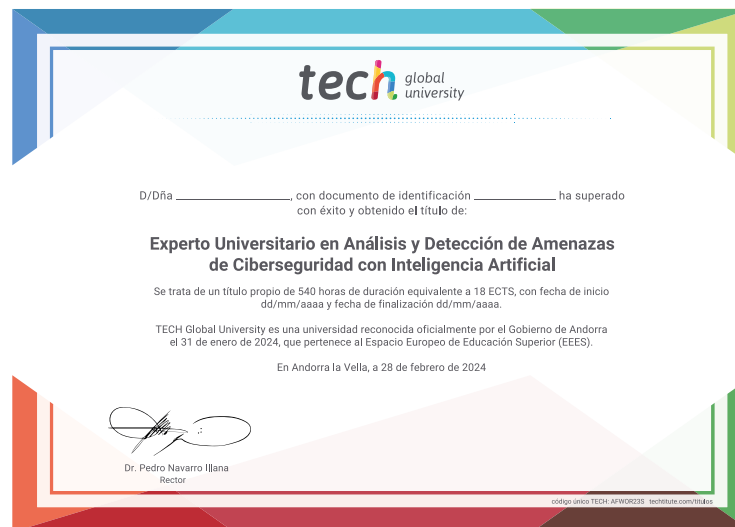 tech global
university
D/Dña ______________, con documento de identificación __________ ha superado
con éxito y obtenido el título de:
Experto Universitario en Análisis y Detección de Amenazas
de Ciberseguridad con Inteligencia Artificial
Se trata de un título propio de 540 horas de duración equivalente a 18 ECTS, con fecha de inicio
dd/mm/aaaa y fecha de finalización dd/mm/aaaa.
TECH Global University es una universidad reconocida oficialmente por el Gobierno de Andorra
el 31 de enero de 2024, que pertenece al Espacio Europeo de Educación Superior (EEES).
En Andorra la Vella, a 28 de febrero de 2024
Dr. Pedro Navarro Illana
Rector
código único TECH: AFWOR23S techtitute.com/titulos